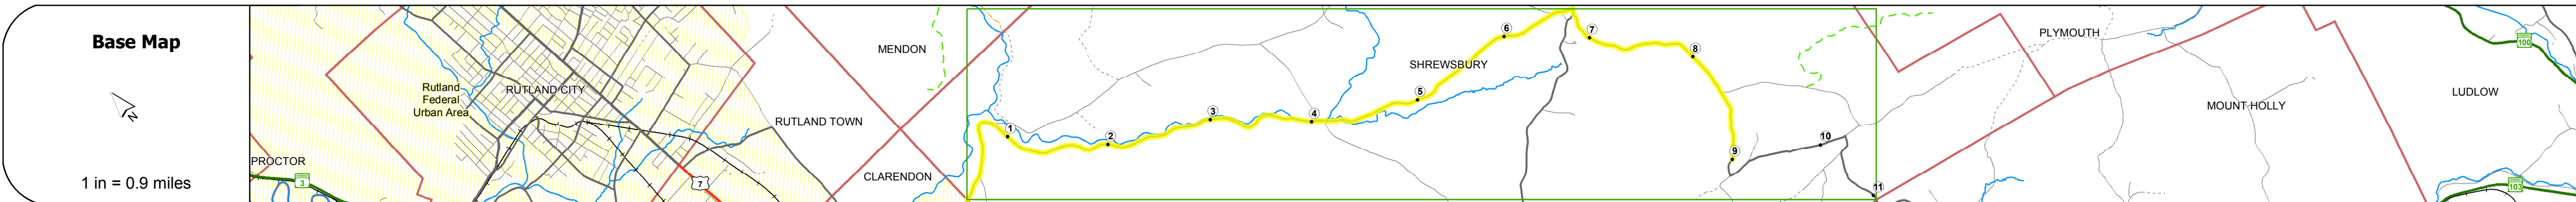 Base Map
N
1 in = 0.9 miles
PROCTOR
3
Rutland
Federal
Urban Area
RUTLAND CITY
7
RUTLAND TOWN
MENDON
CLARENDON
1
2
3
4
5
6
SHREWSBURY
7
8
9
10
11
PLYMOUTH
MOUNT HOLLY
LUDLOW
100
103